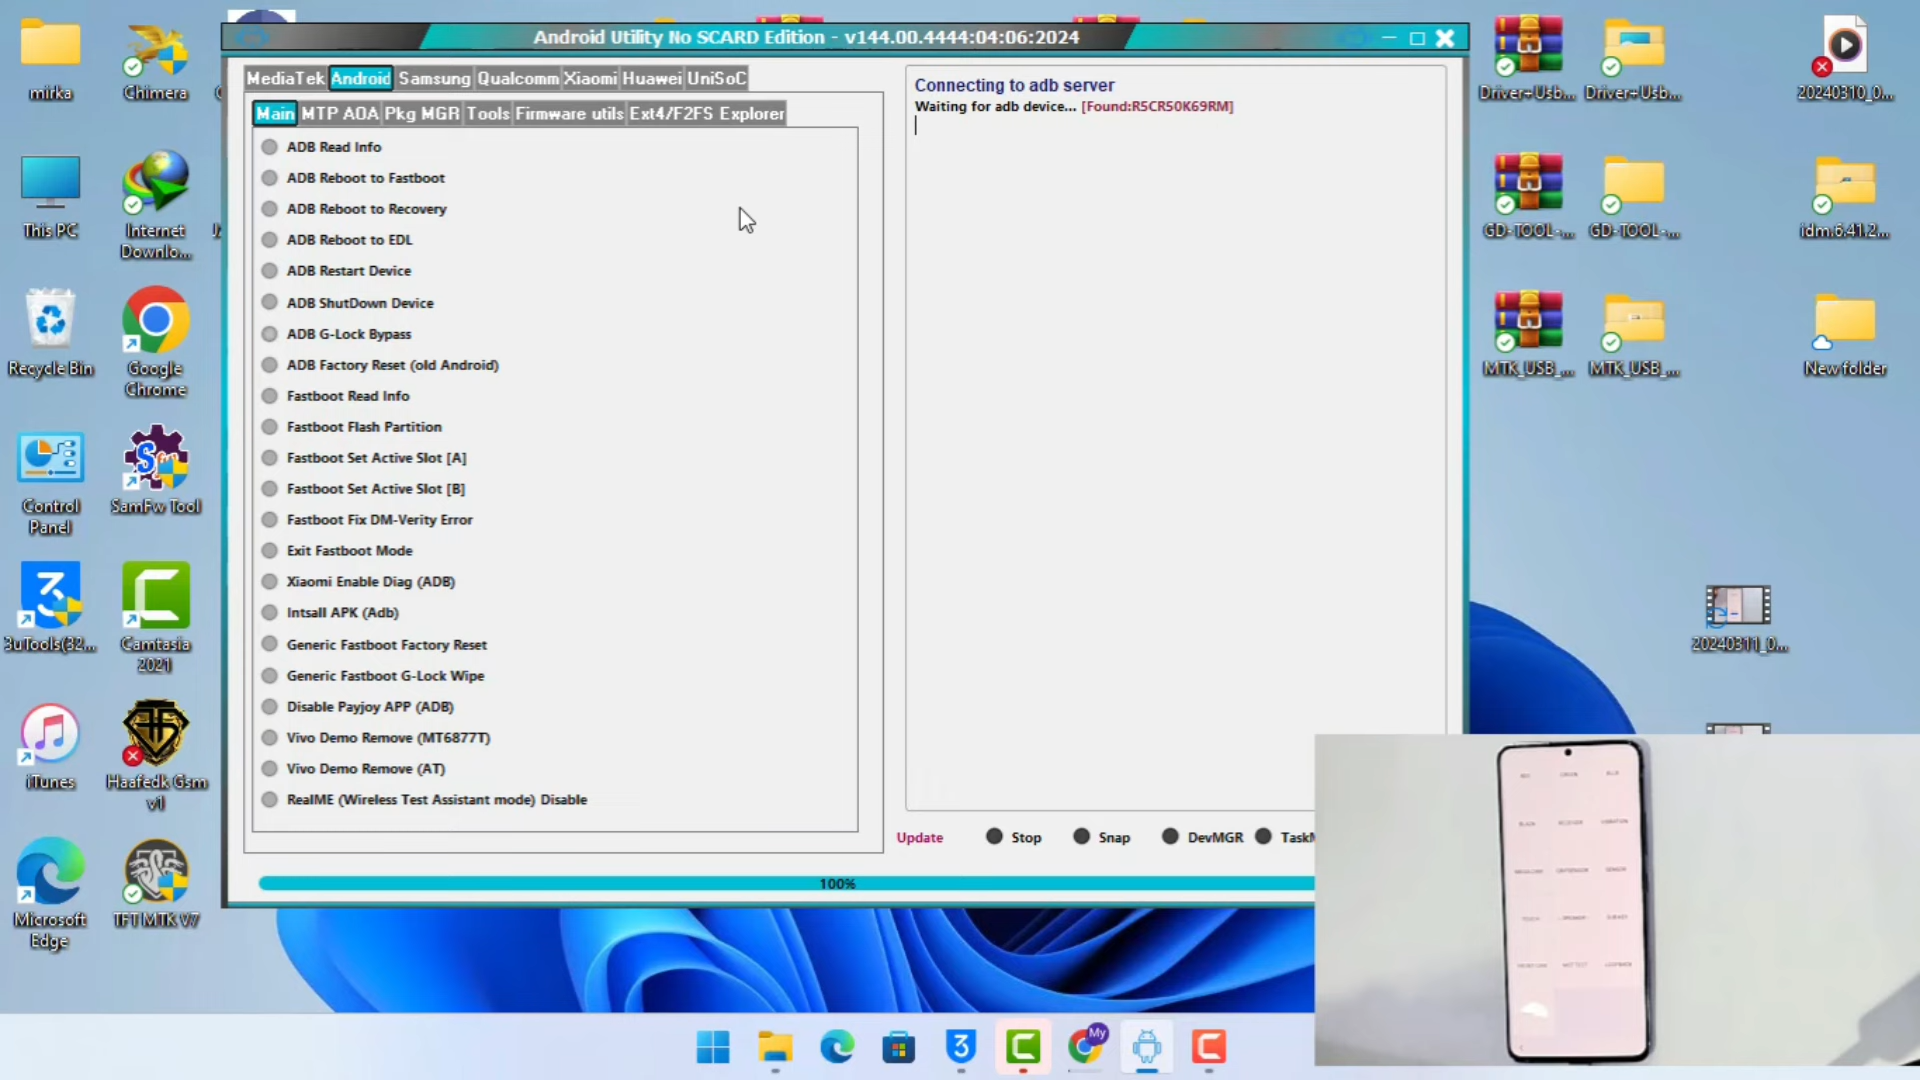 Android Utility No SCARD Edition - v144.00.4444:04:06:2024
MediaTek Android Samsung Qualcomm Xiaomi Huawei UniSoC
Main MTP AOA Pkg MGR Tools Firmware utils Ext4/F2FS Explorer
ADB Read Info
ADB Reboot to Fastboot
ADB Reboot to Recovery
ADB Reboot to EDL
ADB Restart Device
ADB ShutDown Device
ADB G-Lock Bypass
ADB Factory Reset (old Android)
Fastboot Read Info
Fastboot Flash Partition
Fastboot Set Active Slot [A]
Fastboot Set Active Slot [B]
Fastboot Fix DM-Verity Error
Exit Fastboot Mode
Xiaomi Enable Diag (ADB)
Intsall APK (Adb)
Generic Fastboot Factory Reset
Generic Fastboot G-Lock Wipe
Disable Payjoy APP (ADB)
Vivo Demo Remove (MT6877T)
Vivo Demo Remove (AT)
RealME (Wireless Test Assistant mode) Disable
Connecting to adb server
Waiting for adb device... [Found:R5CR50K69RM]
Update Stop Snap DevMGR TaskM
100%
mirka
Chimera
This PC
Internet
Downlo...
Recycle Bin
Google
Chrome
Control
Panel
SamFw Tool
3uTools(32...
Camtasia
2021
iTunes
Haafedk Gsm
v1
Microsoft
Edge
TFT MTK V7
Driver+Usb...
Driver+Usb...
20240310_0...
GD-TOOL-...
GD-TOOL-...
idm.6.41.2...
MTK_USB_...
MTK_USB_...
New folder
20240311_0...
My